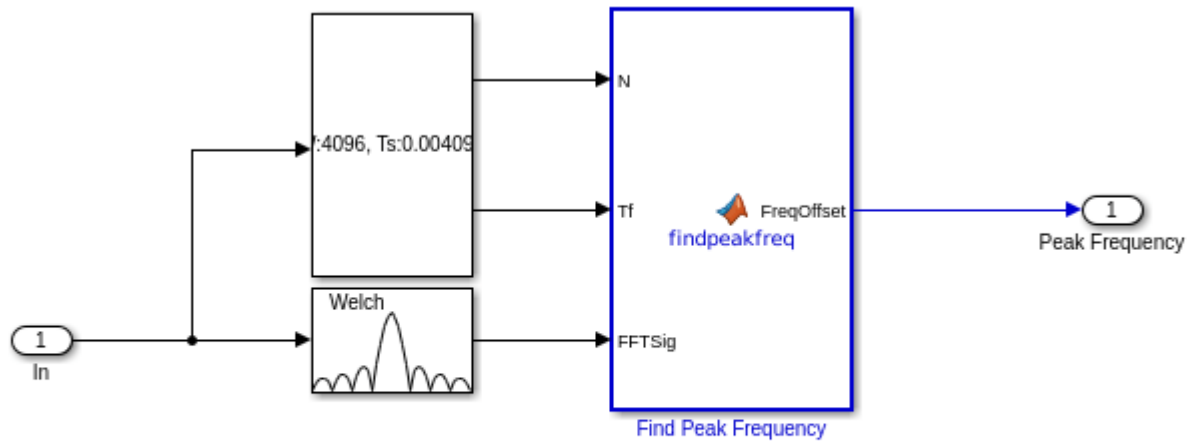 N
:4096, Ts:0.00409
Tf
FreqOffset
findpeakfreq
1
Peak Frequency
Welch
1
In
FFTSig
Find Peak Frequency